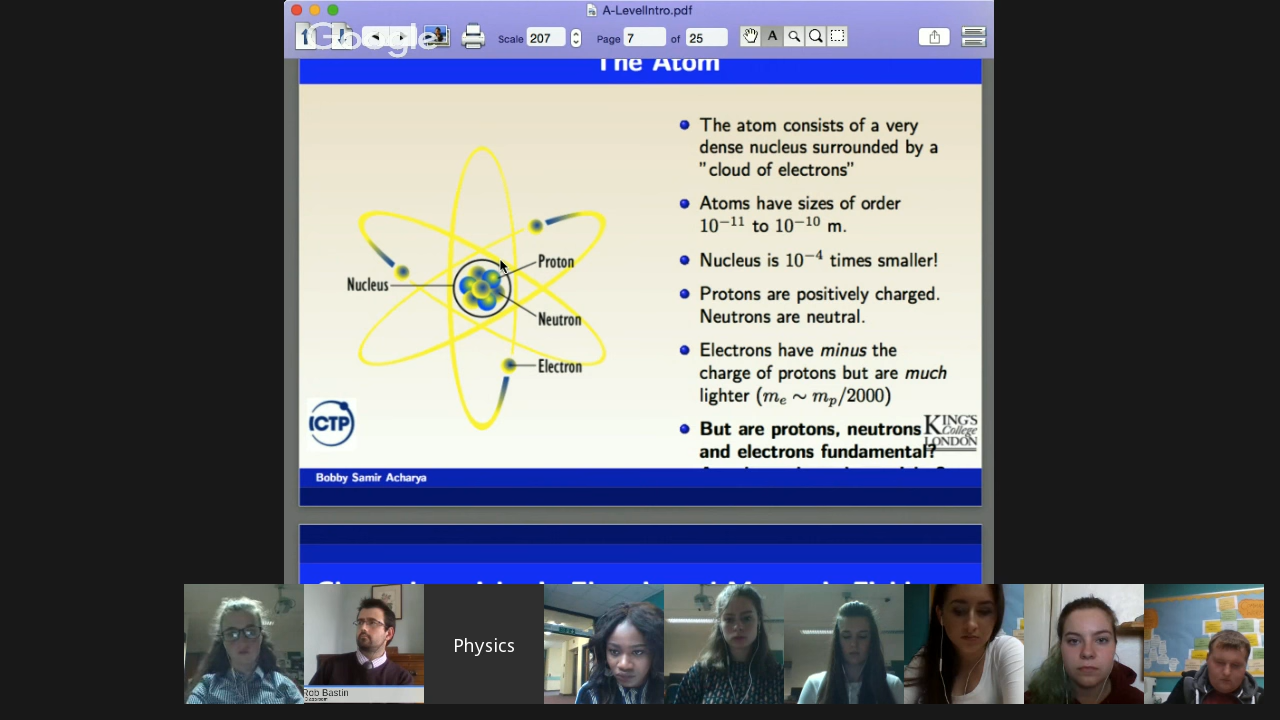 A-LevelIntro.pdf
Google
Scale 207 Page 7 of 25
A
The Atom
The atom consists of a very
dense nucleus surrounded by a
"cloud of electrons"
Atoms have sizes of order
10⁻¹¹ to 10⁻¹⁰ m.
Nucleus is 10⁻⁴ times smaller!
Protons are positively charged.
Neutrons are neutral.
Electrons have minus the
charge of protons but are much
lighter (mₑ ∼ mₚ/2000)
But are protons, neutrons
and electrons fundamental?
Proton
Nucleus
Neutron
Electron
ICTP
KING'S
College
LONDON
Bobby Samir Acharya
Physics
Rob Bastin